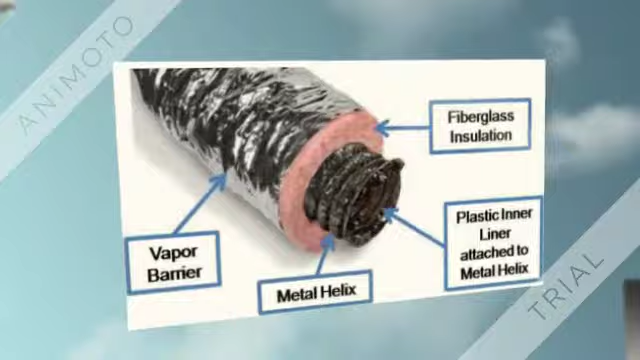 ANIMOTO
Fiberglass
Insulation
Plastic Inner
Liner
attached to
Metal Helix
Vapor
Barrier
Metal Helix
TRIAL